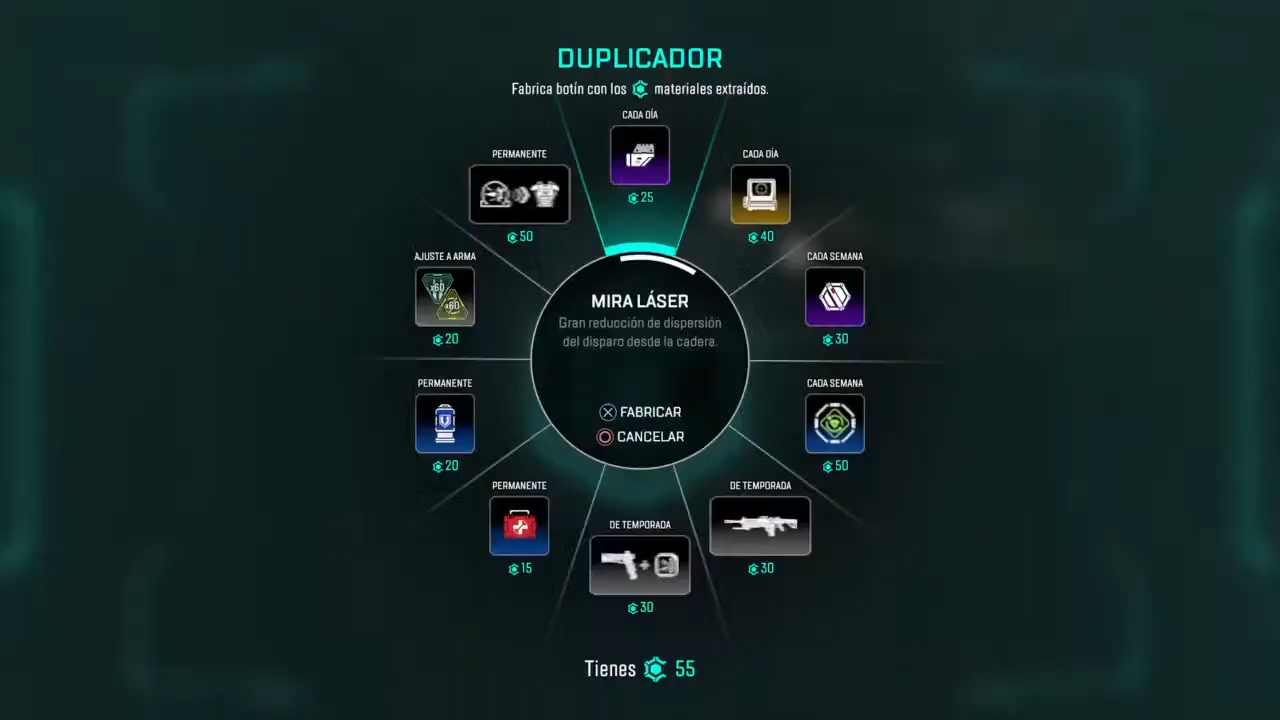 DUPLICADOR
Fabrica botín con los materiales extraídos.
CADA DÍA
25
PERMANENTE
50
CADA DÍA
40
AJUSTE A ARMA
x60
x60
20
CADA SEMANA
30
MIRA LÁSER
Gran reducción de dispersión
del disparo desde la cadera.
FABRICAR
CANCELAR
PERMANENTE
20
CADA SEMANA
50
PERMANENTE
15
DE TEMPORADA
30
DE TEMPORADA
30
Tienes 55